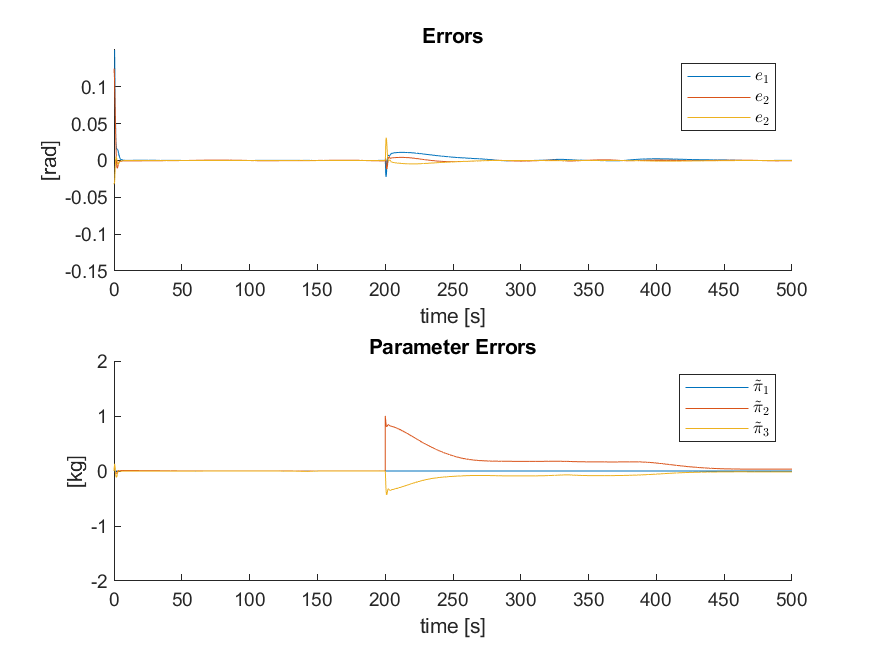 Errors
0.1
0.05
0
-0.05
-0.1
-0.15
[rad]
e₁
e₂
e₂
0 50 100 150 200 250 300 350 400 450 500
time [s]
Parameter Errors
2
1
0
-1
-2
[kg]
π̃₁
π̃₂
π̃₃
0 50 100 150 200 250 300 350 400 450 500
time [s]